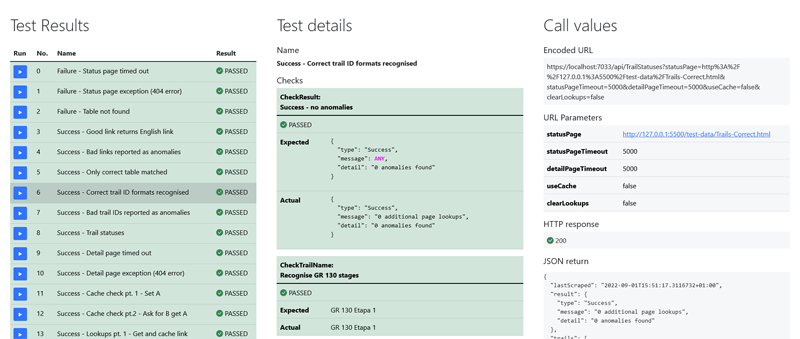 Test Results
Run No. Name Result
0 Failure - Status page timed out PASSED
1 Failure - Status page exception (404 error) PASSED
2 Failure - Table not found PASSED
3 Success - Good link returns English link PASSED
4 Success - Bad links reported as anomalies PASSED
5 Success - Only correct table matched PASSED
6 Success - Correct trail ID formats recognised PASSED
7 Success - Bad trail IDs reported as anomalies PASSED
8 Success - Trail statuses PASSED
9 Success - Detail page timed out PASSED
10 Success - Detail page exception (404 error) PASSED
11 Success - Cache check pt. 1 - Set A PASSED
12 Success - Cache check pt.2 - Ask for B get A PASSED
13 Success - Lookups pt. 1 - Get and cache link PASSED
Test details
Name
Success - Correct trail ID formats recognised
Checks
CheckResult:
Success - no anomalies
PASSED
Expected {
"type": "Success",
"message": ANY,
"detail": "0 anomalies found"
}
Actual {
"type": "Success",
"message": "0 additional page lookups",
"detail": "0 anomalies found"
}
CheckTrailName:
Recognise GR 130 stages
PASSED
Expected GR 130 Etapa 1
Actual GR 130 Etapa 1
Call values
Encoded URL
https://localhost:7033/api/TrailStatuses?statusPage=http%3A%2F
%2F127.0.0.1%3A5500%2Ftest-data%2FTrails-Correct.html&
statusPageTimeout=5000&detailPageTimeout=5000&useCache=false&
clearLookups=false
URL Parameters
statusPage http://127.0.0.1:5500/test-data/Trails-Correct.html
statusPageTimeout 5000
detailPageTimeout 5000
useCache false
clearLookups false
HTTP response
200
JSON return
{
"lastScraped": "2022-09-01T15:51:17.3116732+01:00",
"result": {
"type": "Success",
"message": "0 additional page lookups",
"detail": "0 anomalies found"
},
"trails": [